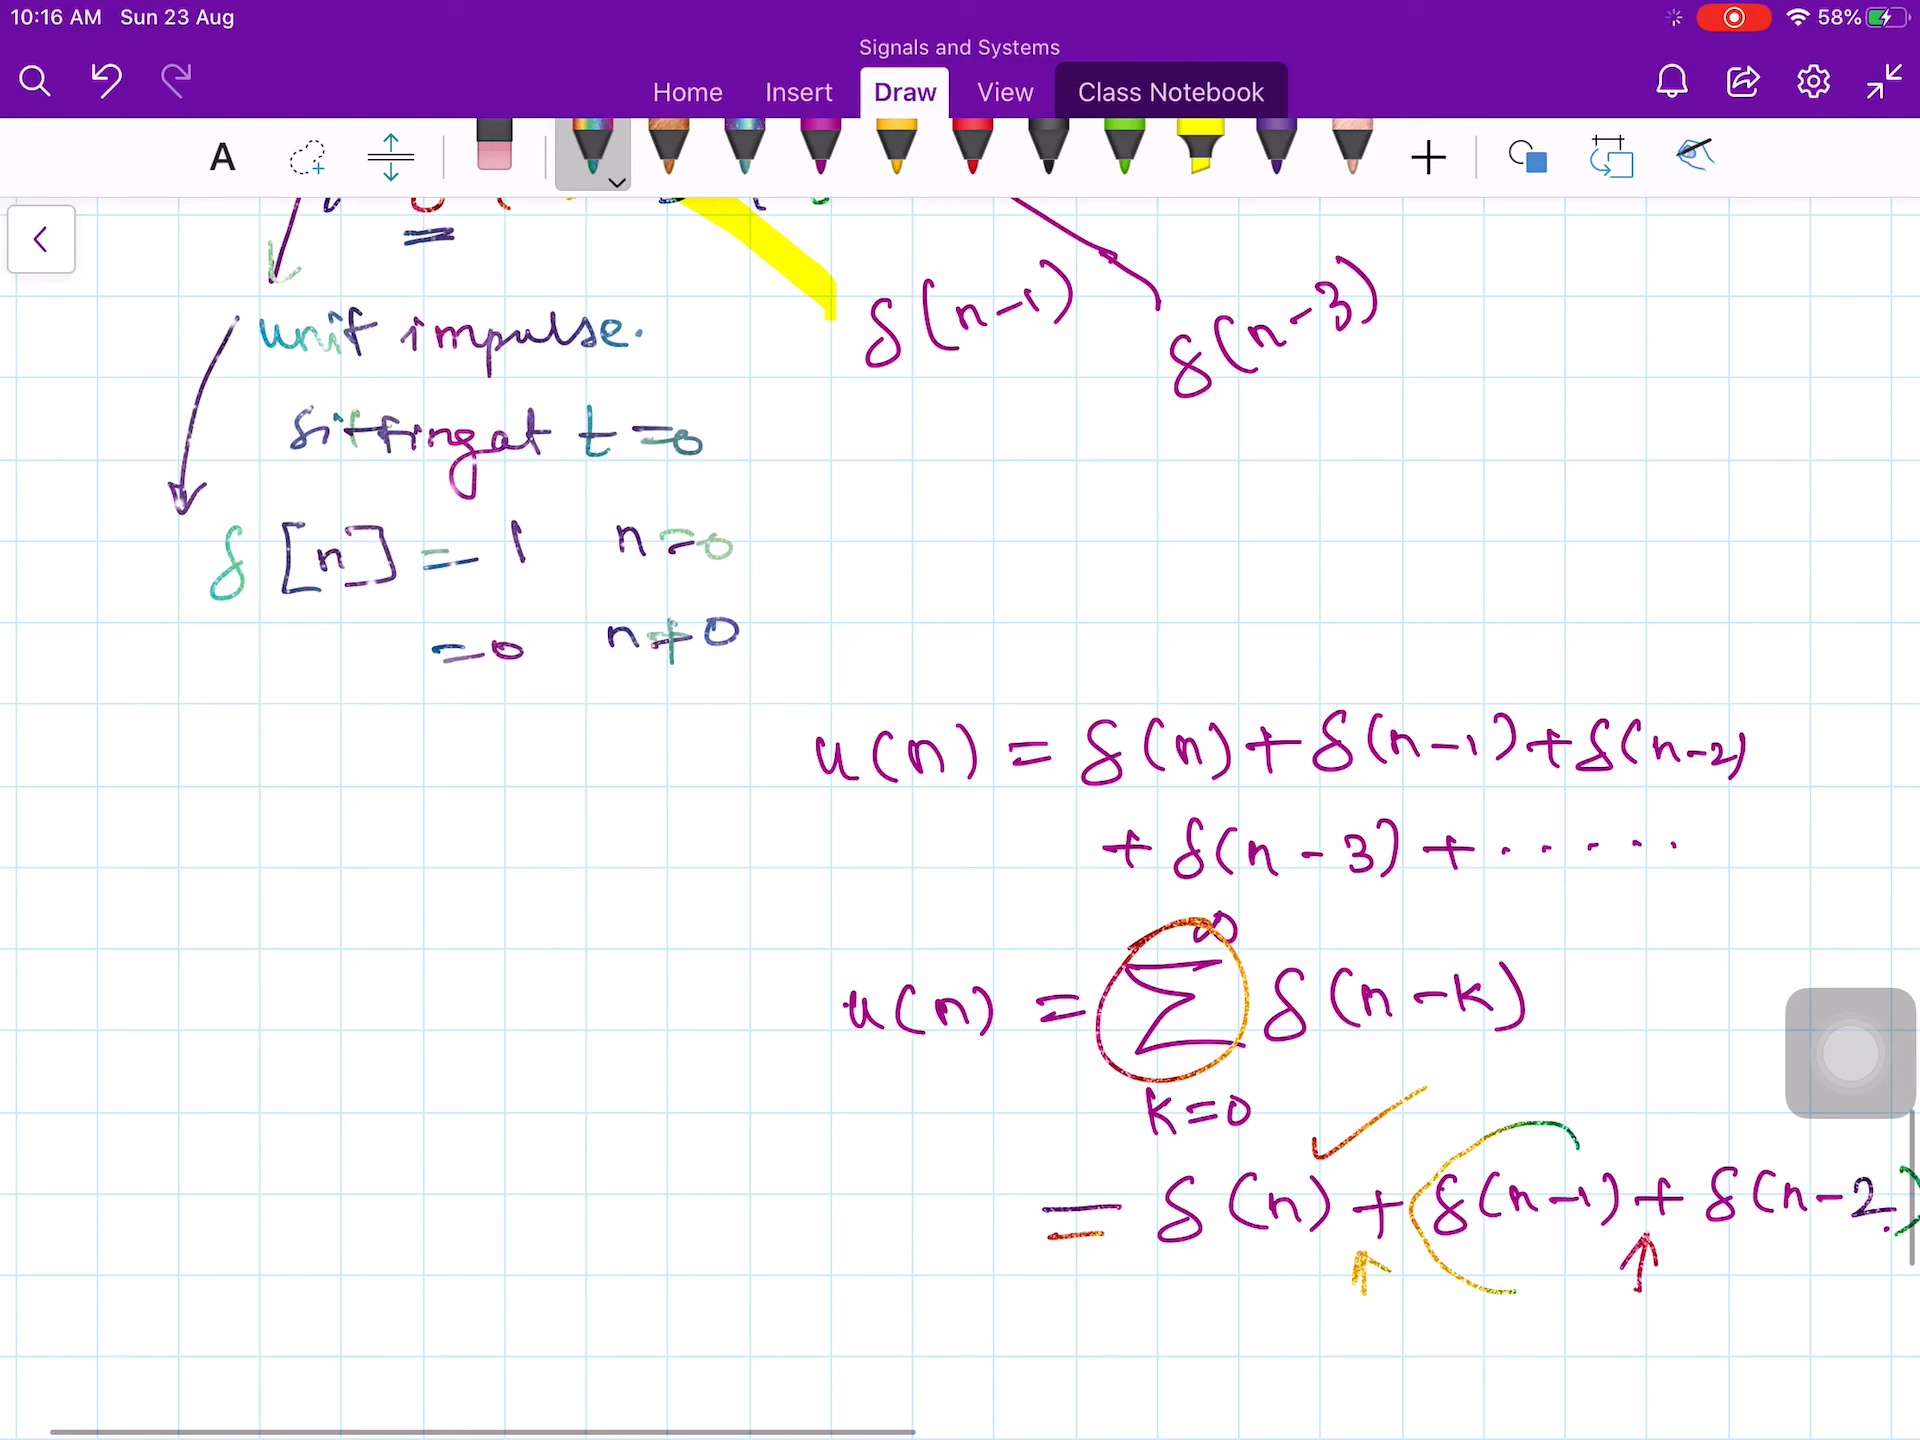 10:16 AM Sun 23 Aug
58%
Signals and Systems
Home Insert Draw View Class Notebook
A
δ(n-1)
δ(n-3)
unit impulse.
sitting at t=0
δ[n] = 1 n=0
=0 n≠0
u(n) = δ(n)+δ(n-1)+δ(n-2)
+ δ(n-3)+......
∞
u(n) = Σ δ(n-k)
k=0
= δ(n) + δ(n-1) + δ(n-2)